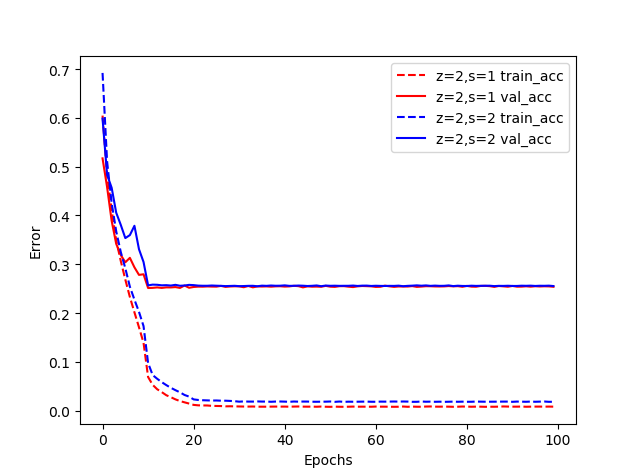 z=2,s=1 train_acc
z=2,s=1 val_acc
z=2,s=2 train_acc
z=2,s=2 val_acc
Error
0.7
0.6
0.5
0.4
0.3
0.2
0.1
0.0
0 20 40 60 80 100
Epochs